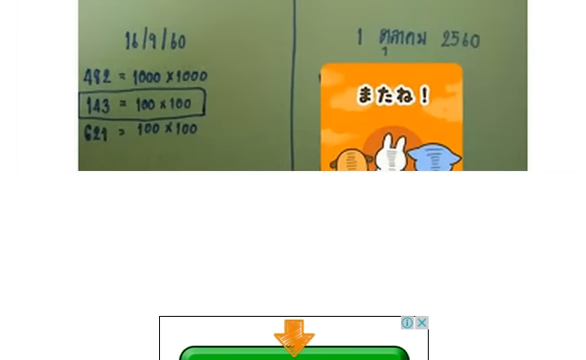 16/9/60
482 = 1000 × 1000
143 = 100 × 100
621 = 100 × 100
1 ตุลาคม 2560
またね！